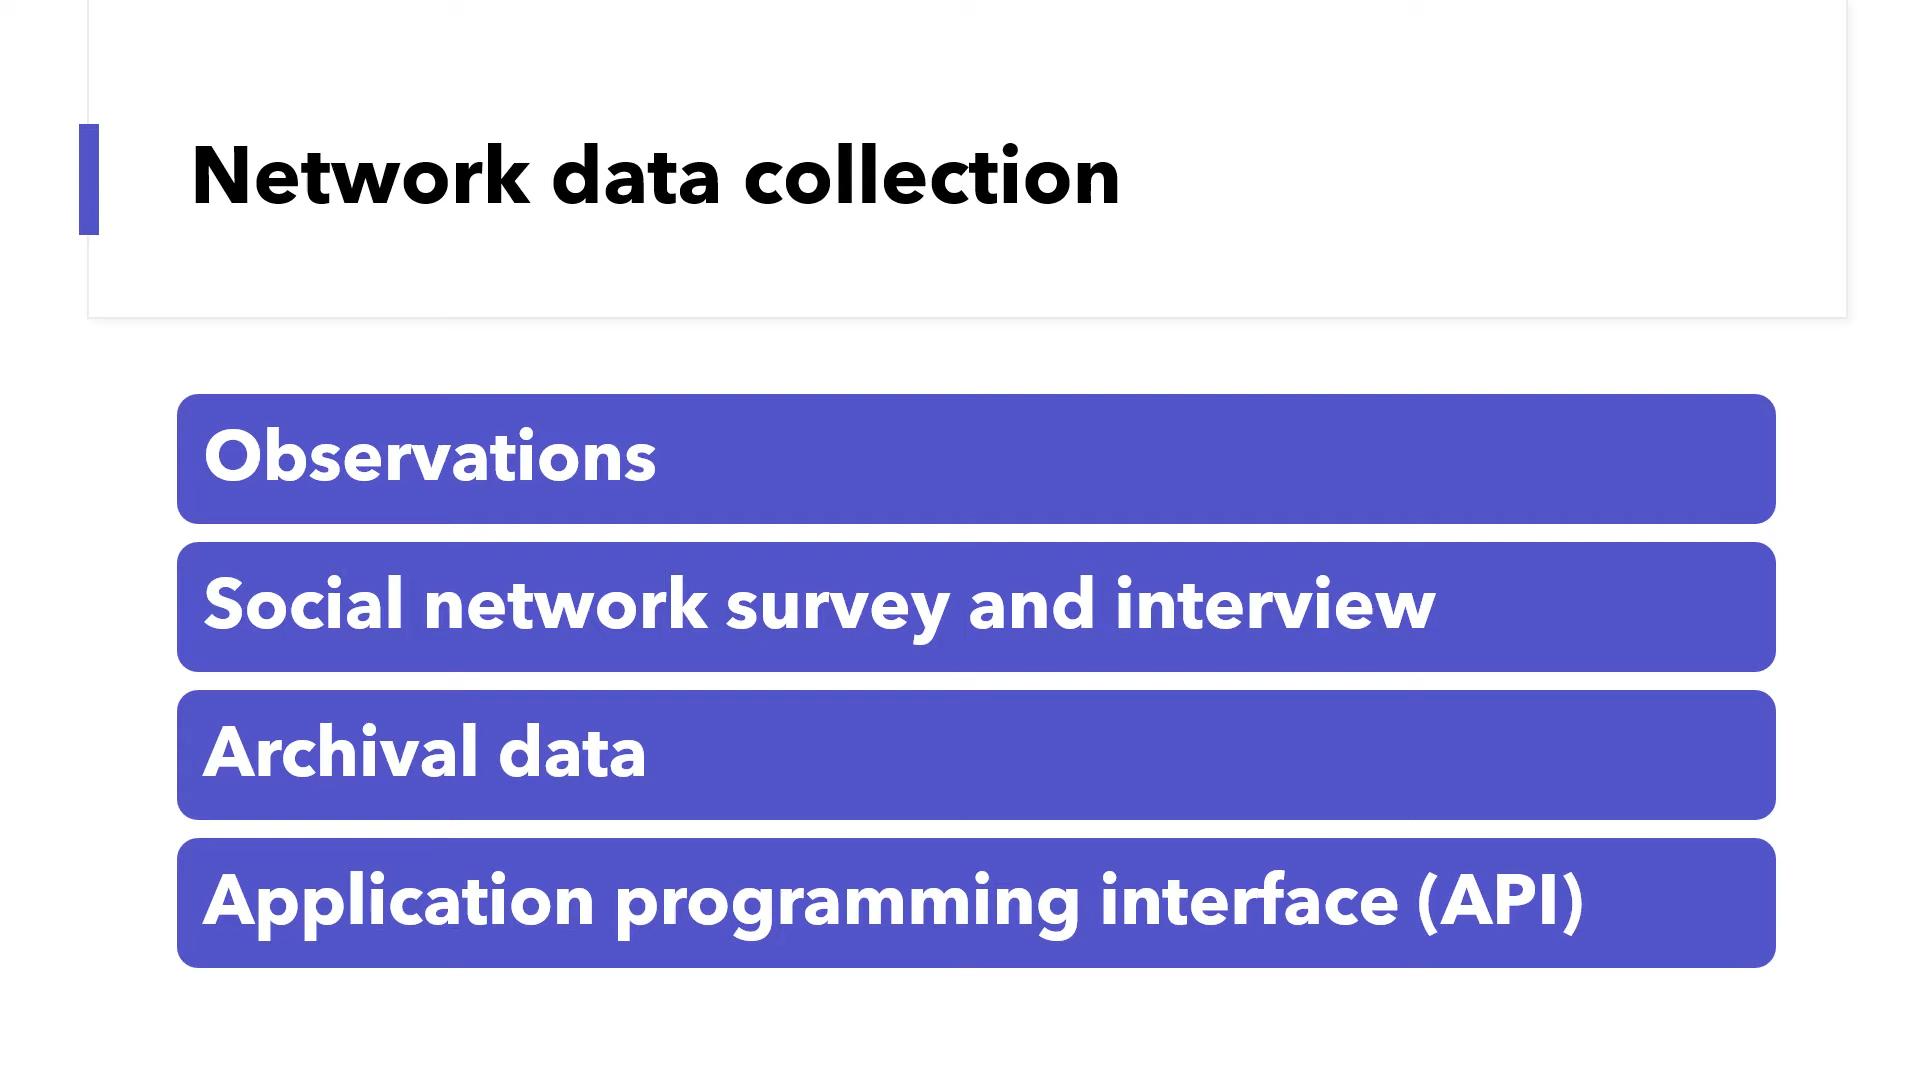 Network data collection
Observations
Social network survey and interview
Archival data
Application programming interface (API)